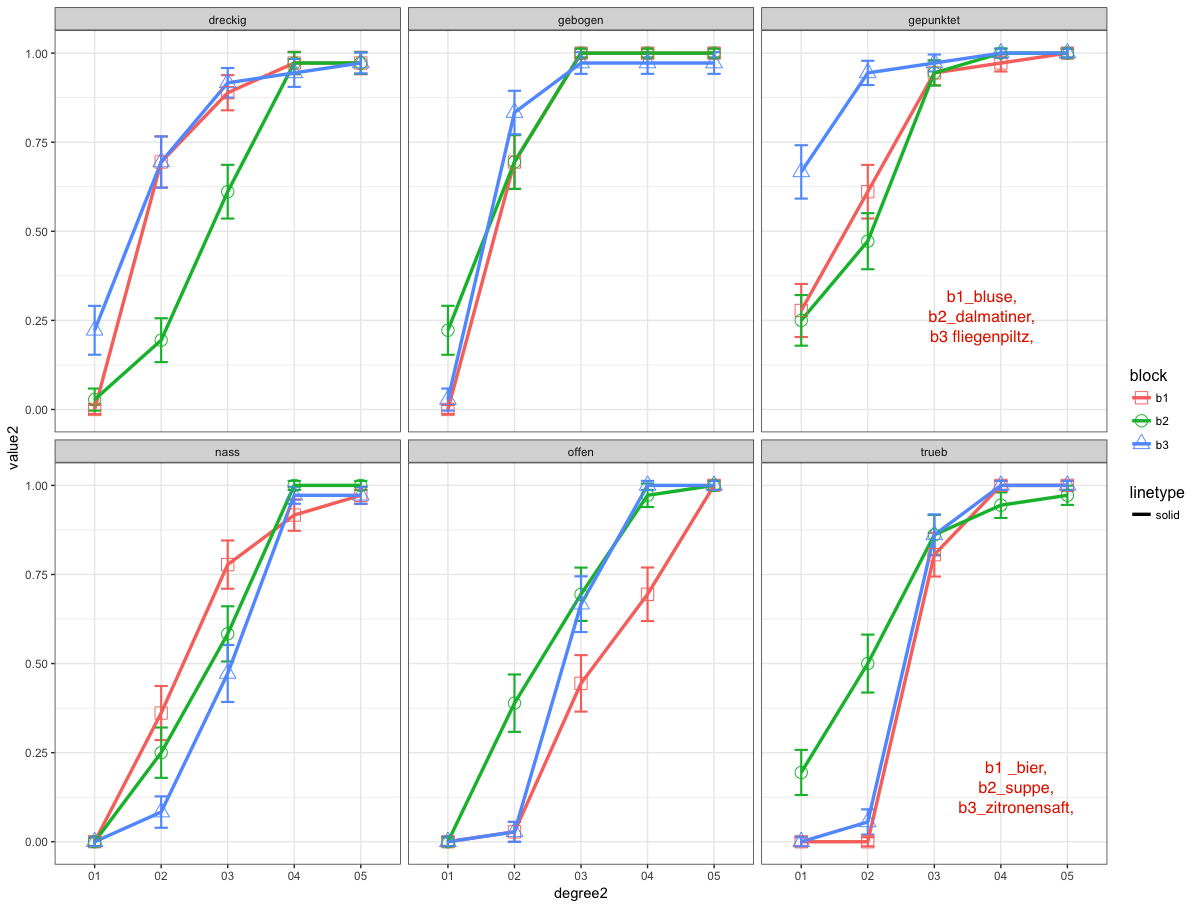 dreckig gebogen gepunktet
1.00
0.75
0.50
0.25
0.00
b1_bluse,
b2_dalmatiner,
b3 fliegenpiltz,
nass offen trueb
1.00
0.75
0.50
0.25
0.00
b1 _bier,
b2_suppe,
b3_zitronensaft,
01 02 03 04 05 01 02 03 04 05 01 02 03 04 05
degree2
value2
block
b1
b2
b3
linetype
solid